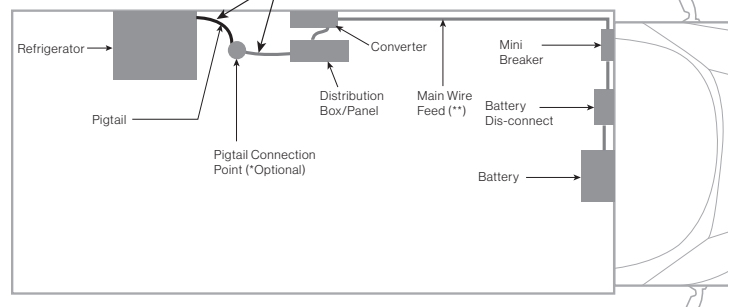 Refrigerator
Converter
Mini
Breaker
Distribution
Box/Panel
Main Wire
Feed (**)
Battery
Dis-connect
Pigtail
Pigtail Connection
Point (*Optional)
Battery